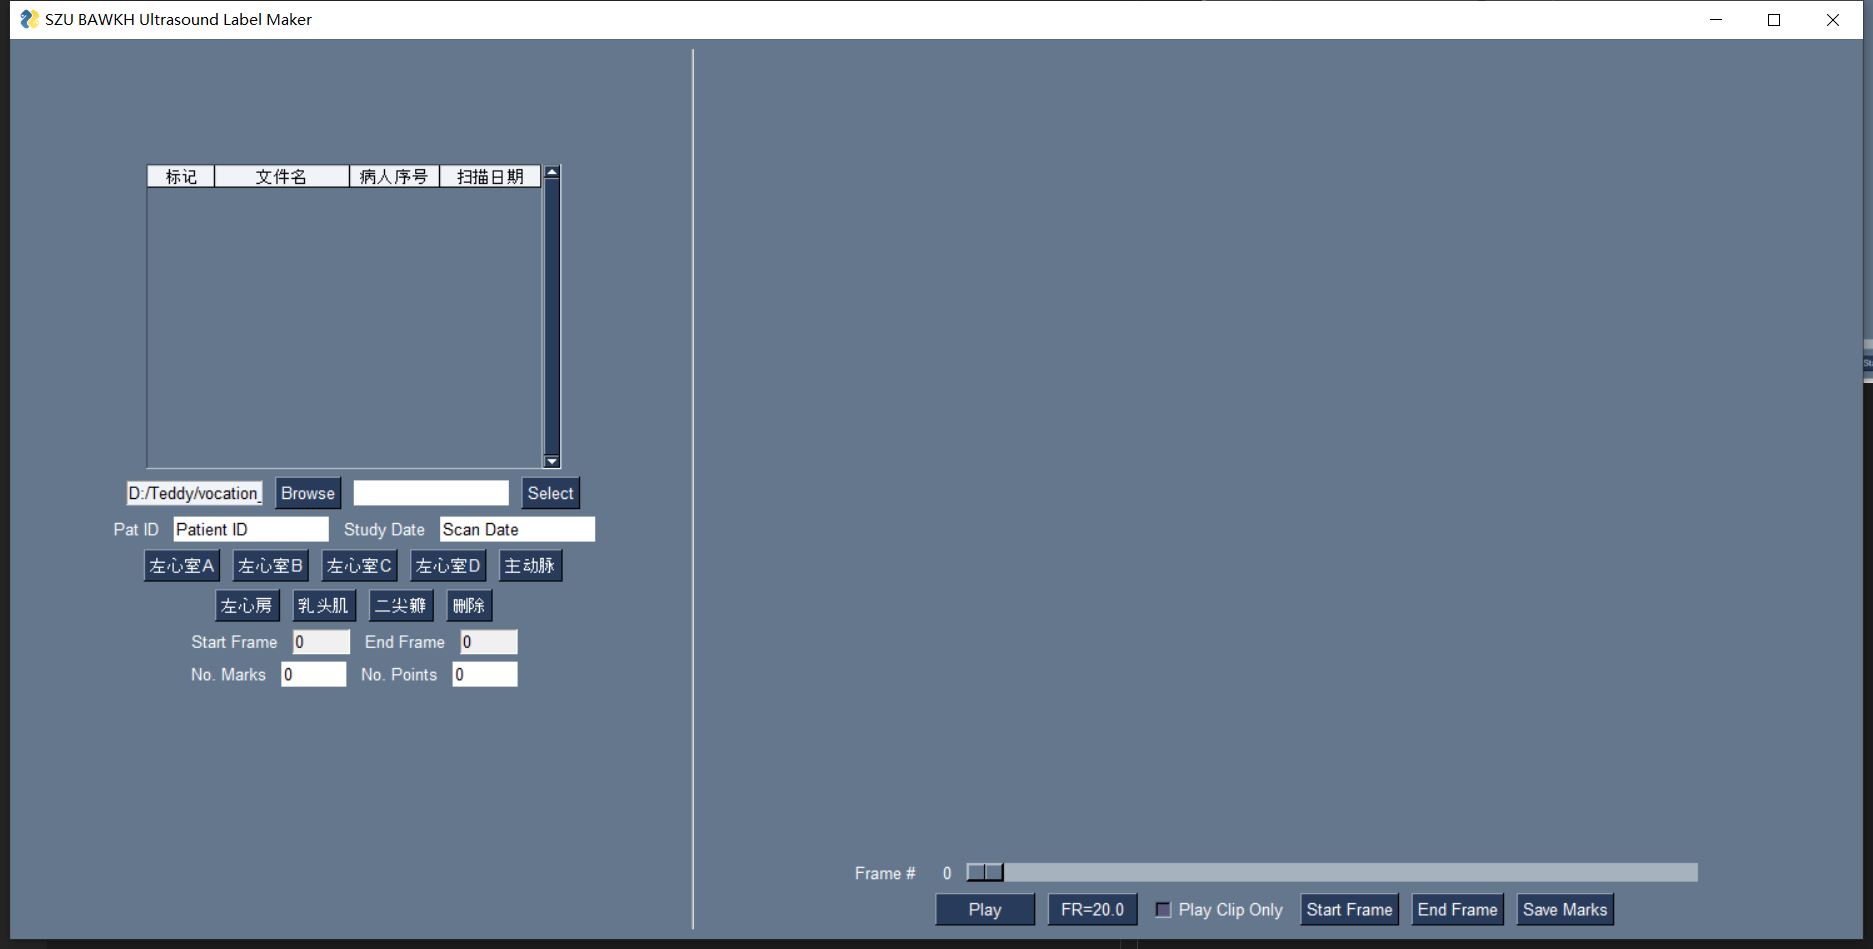 SZU BAWKH Ultrasound Label Maker
标记 文件名 病人序号 扫描日期
D:/Teddy/vocation_ Browse Select
Pat ID Patient ID Study Date Scan Date
左心室A 左心室B 左心室C 左心室D 主动脉
左心房 乳头肌 二尖瓣 删除
Start Frame 0 End Frame 0
No. Marks 0 No. Points 0
Frame # 0
Play FR=20.0 Play Clip Only Start Frame End Frame Save Marks